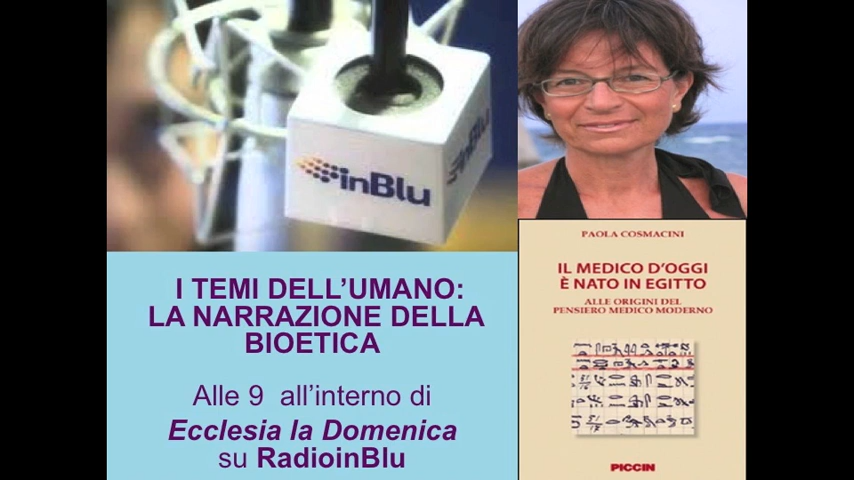 inBlu
inBlu
I TEMI DELL'UMANO:
LA NARRAZIONE DELLA
BIOETICA
Alle 9 all'interno di
Ecclesia la Domenica
su RadioinBlu
PAOLA COSMACINI
IL MEDICO D'OGGI
È NATO IN EGITTO
ALLE ORIGINI DEL
PENSIERO MEDICO MODERNO
PICCIN